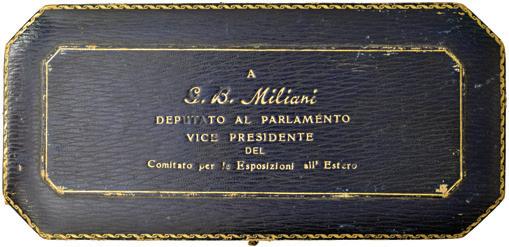 A
G. B. Miliani
DEPUTATO AL PARLAMENTO
VICE PRESIDENTE
DEL
Comitato per le Esposizioni all' Estero